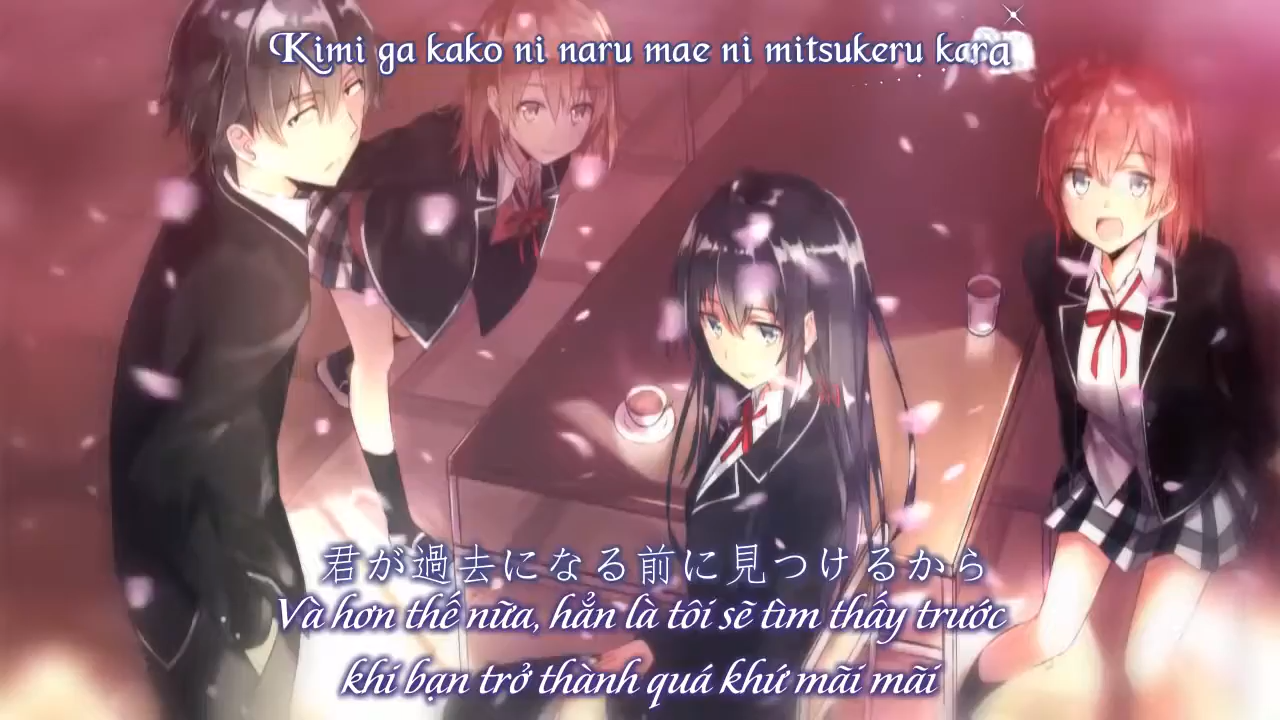 Kimi ga kako ni naru mae ni mitsukeru kara
君が過去になる前に見つけるから
Và hơn thế nữa, hẳn là tôi sẽ tìm thấy trước
khi bạn trở thành quá khứ mãi mãi